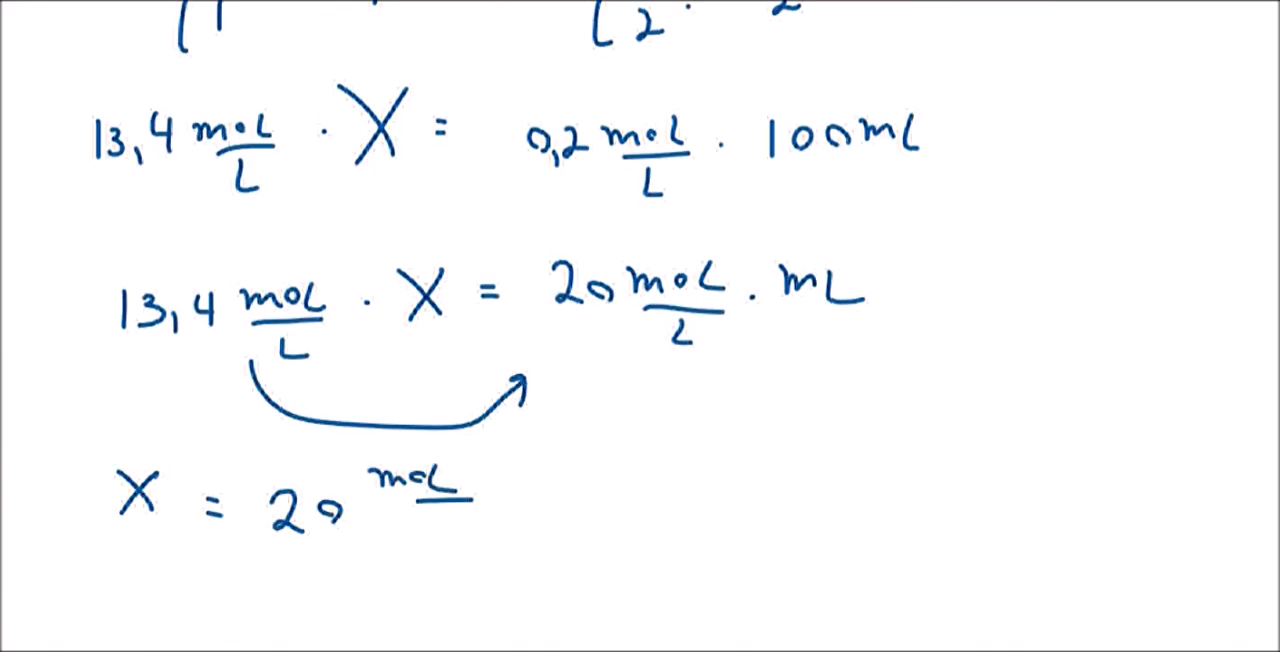 13,4 mol/L · X = 0,2 mol/L · 100 mL
13,4 mol/L · X = 20 mol/L · mL
X = 20 mol